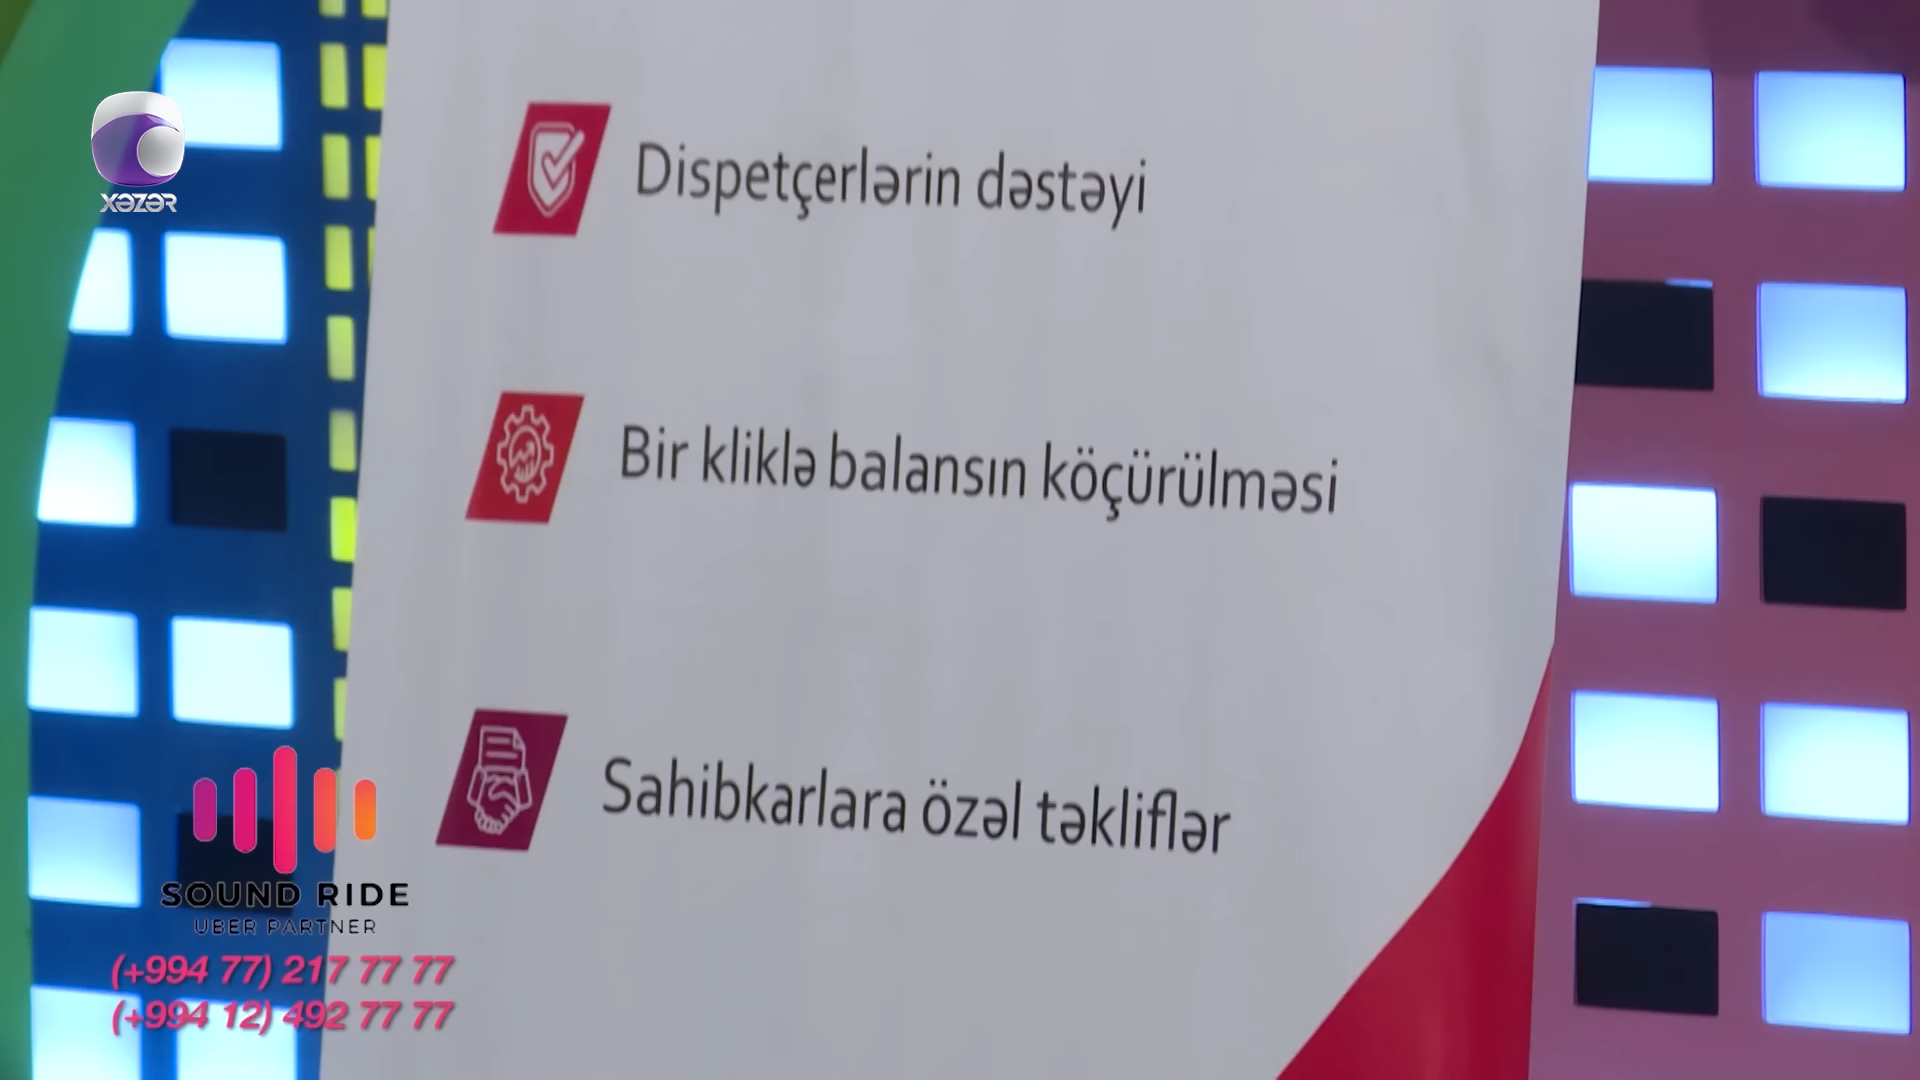 XƏZƏR
Dispetçerlərin dəstəyi
Bir kliklə balansın köçürülməsi
Sahibkarlara özəl təkliflər
SOUND RIDE
UBER PARTNER
(+994 77) 217 77 77
(+994 12) 492 77 77